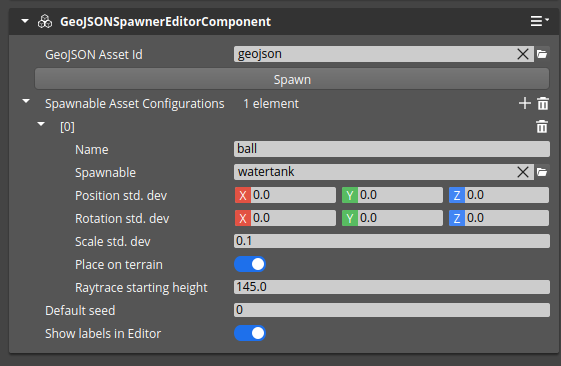 GeoJSONSpawnerEditorComponent
GeoJSON Asset Id geojson
Spawn
Spawnable Asset Configurations 1 element
[0]
Name ball
Spawnable watertank
Position std. dev X 0.0 Y 0.0 Z 0.0
Rotation std. dev X 0.0 Y 0.0 Z 0.0
Scale std. dev 0.1
Place on terrain
Raytrace starting height 145.0
Default seed 0
Show labels in Editor